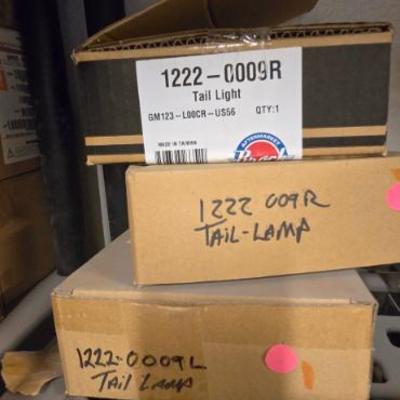 1222-0009R
Tail Light
GM123-L00CR-US56 QTY:1
MADE IN TAIWAN
AFTERMARKET
1222 009R
TAIL-LAMP
1222-0009L
TAIL LAMP